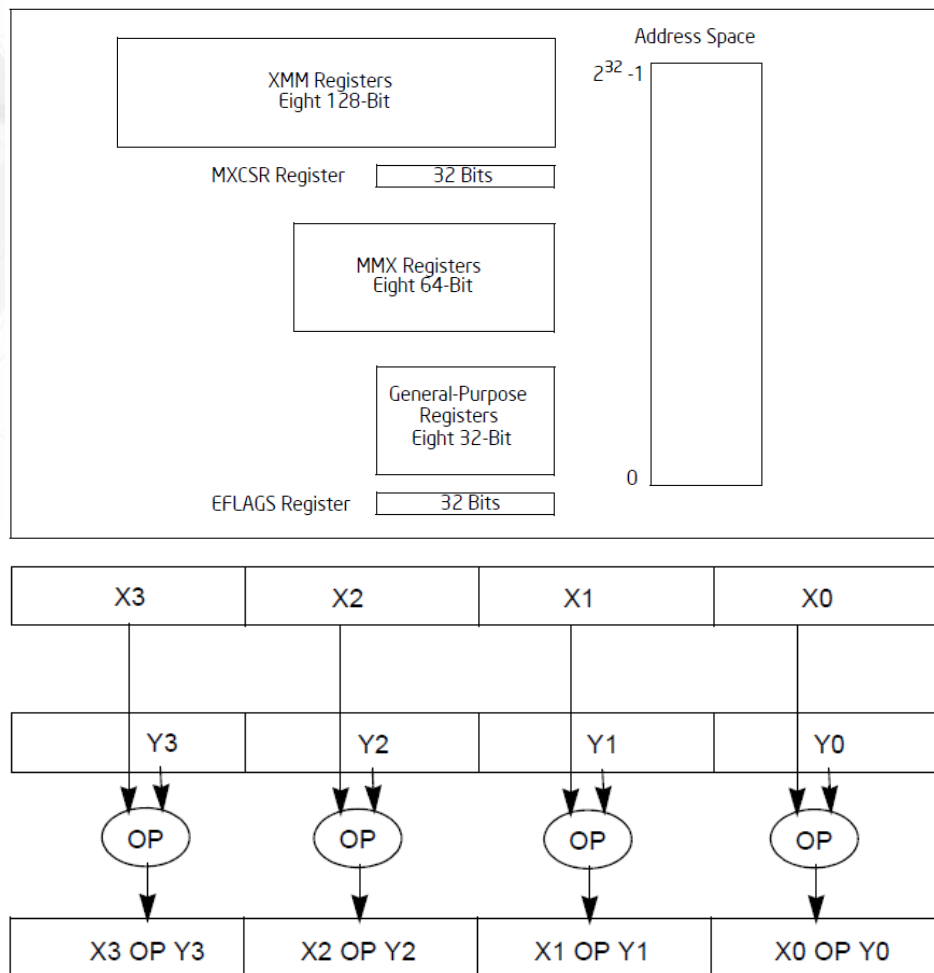 Address Space
2^32 -1
XMM Registers
Eight 128-Bit
MXCSR Register
32 Bits
MMX Registers
Eight 64-Bit
General-Purpose
Registers
Eight 32-Bit
0
EFLAGS Register
32 Bits
X3 X2 X1 X0
Y3 Y2 Y1 Y0
OP OP OP OP
X3 OP Y3 X2 OP Y2 X1 OP Y1 X0 OP Y0